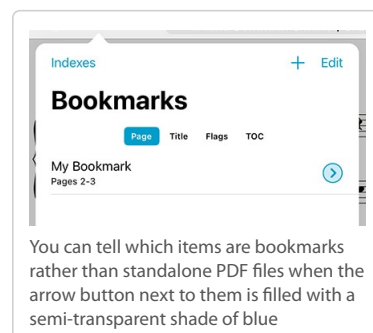 Indexes + Edit
Bookmarks
Page Title Flags TOC
My Bookmark
Pages 2-3
You can tell which items are bookmarks
rather than standalone PDF files when the
arrow button next to them is filled with a
semi-transparent shade of blue